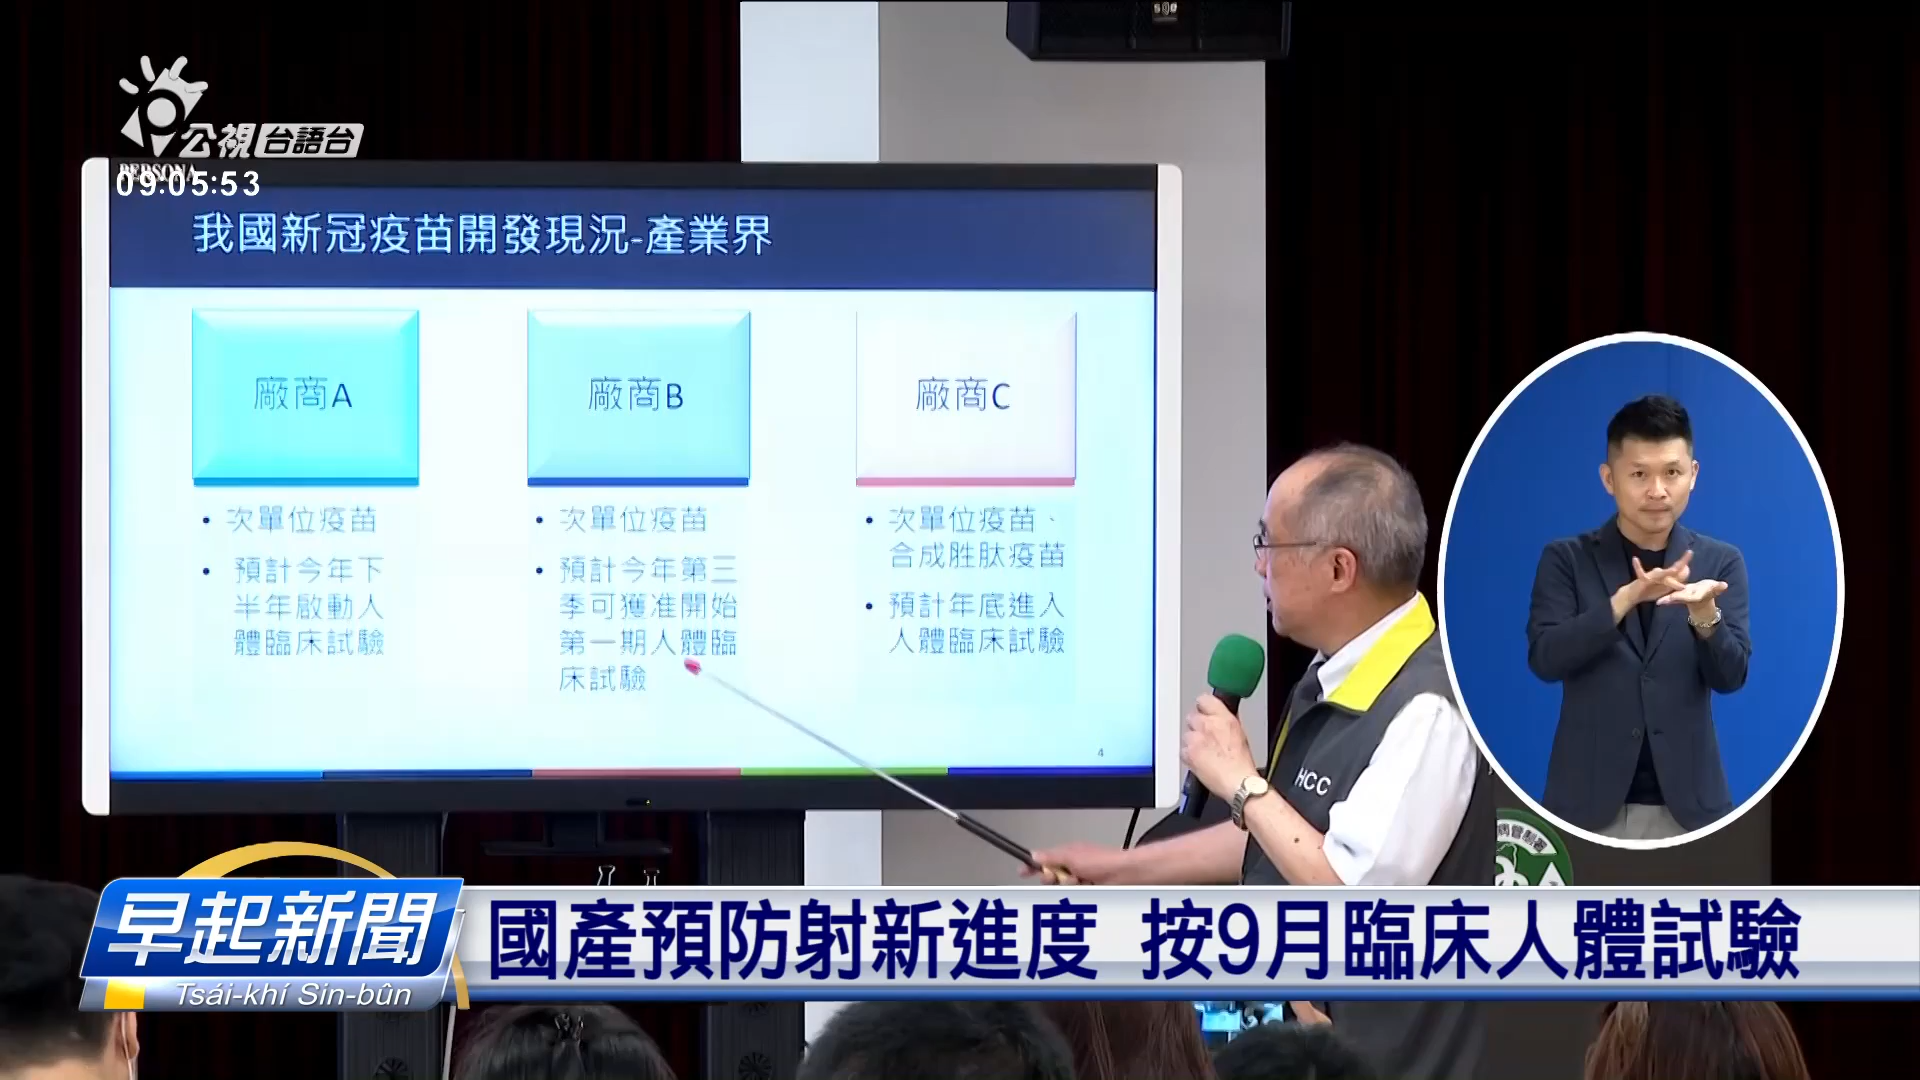 公視台語台
PERSONA
09:05:53
我國新冠疫苗開發現況-產業界
廠商A
廠商B
廠商C
• 次單位疫苗
• 預計今年下
半年啟動人
體臨床試驗
• 次單位疫苗
• 預計今年第三
季可獲准開始
第一期人體臨
床試驗
• 次單位疫苗、
合成胜肽疫苗
• 預計年底進入
人體臨床試驗
4
HCC
早起新聞
Tsái-khí Sin-bûn
國產預防射新進度 按9月臨床人體試驗